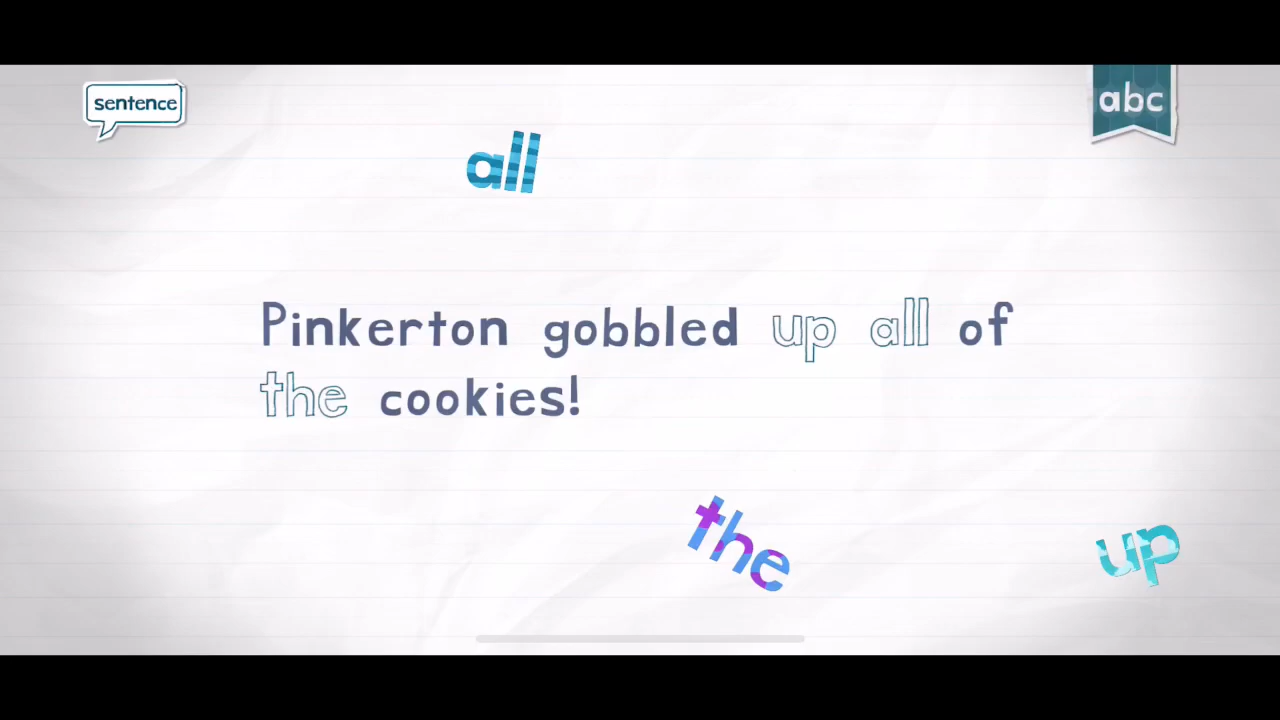 sentence
abc
all
Pinkerton gobbled up all of
the cookies!
the
up